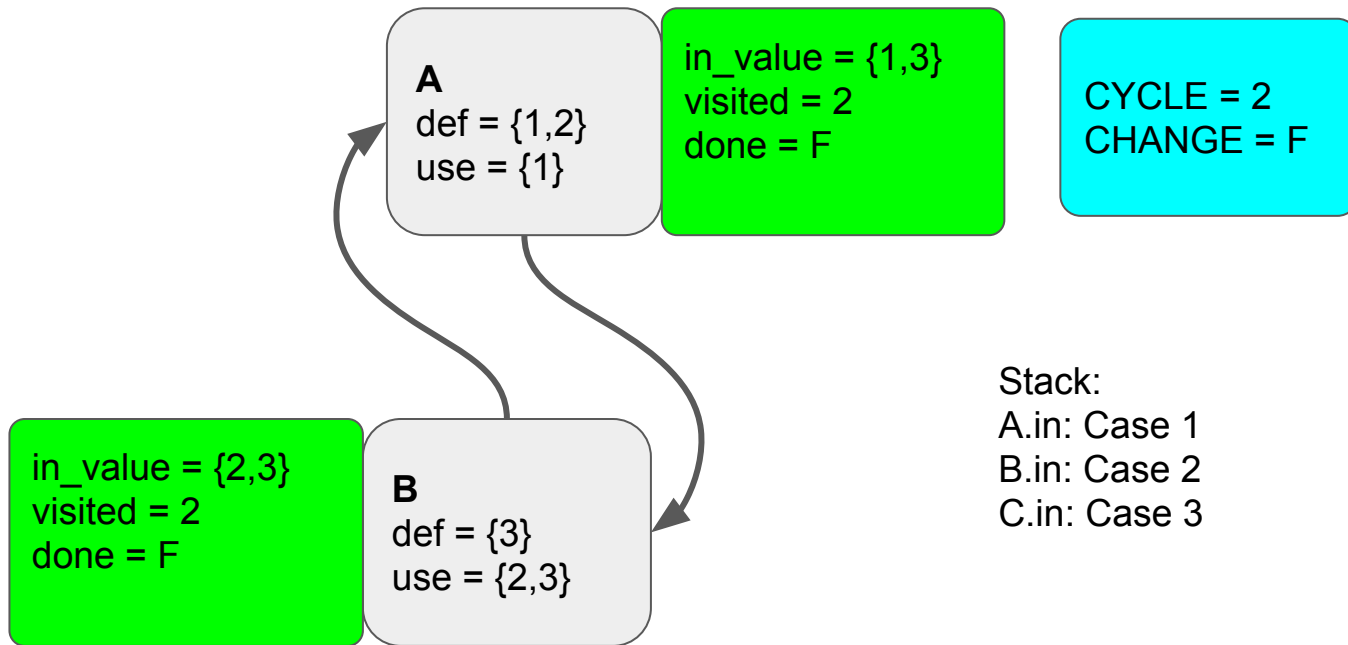 A
def = {1,2}
use = {1}
in_value = {1,3}
visited = 2
done = F
CYCLE = 2
CHANGE = F
in_value = {2,3}
visited = 2
done = F
B
def = {3}
use = {2,3}
Stack:
A.in: Case 1
B.in: Case 2
C.in: Case 3